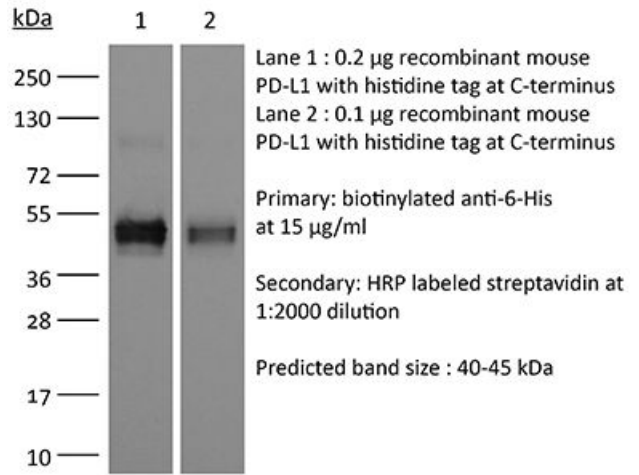 kDa
1 2
250
130
72
55
36
28
17
10
Lane 1 : 0.2 µg recombinant mouse
PD-L1 with histidine tag at C-terminus
Lane 2 : 0.1 µg recombinant mouse
PD-L1 with histidine tag at C-terminus
Primary: biotinylated anti-6-His
at 15 µg/ml
Secondary: HRP labeled streptavidin at
1:2000 dilution
Predicted band size : 40-45 kDa